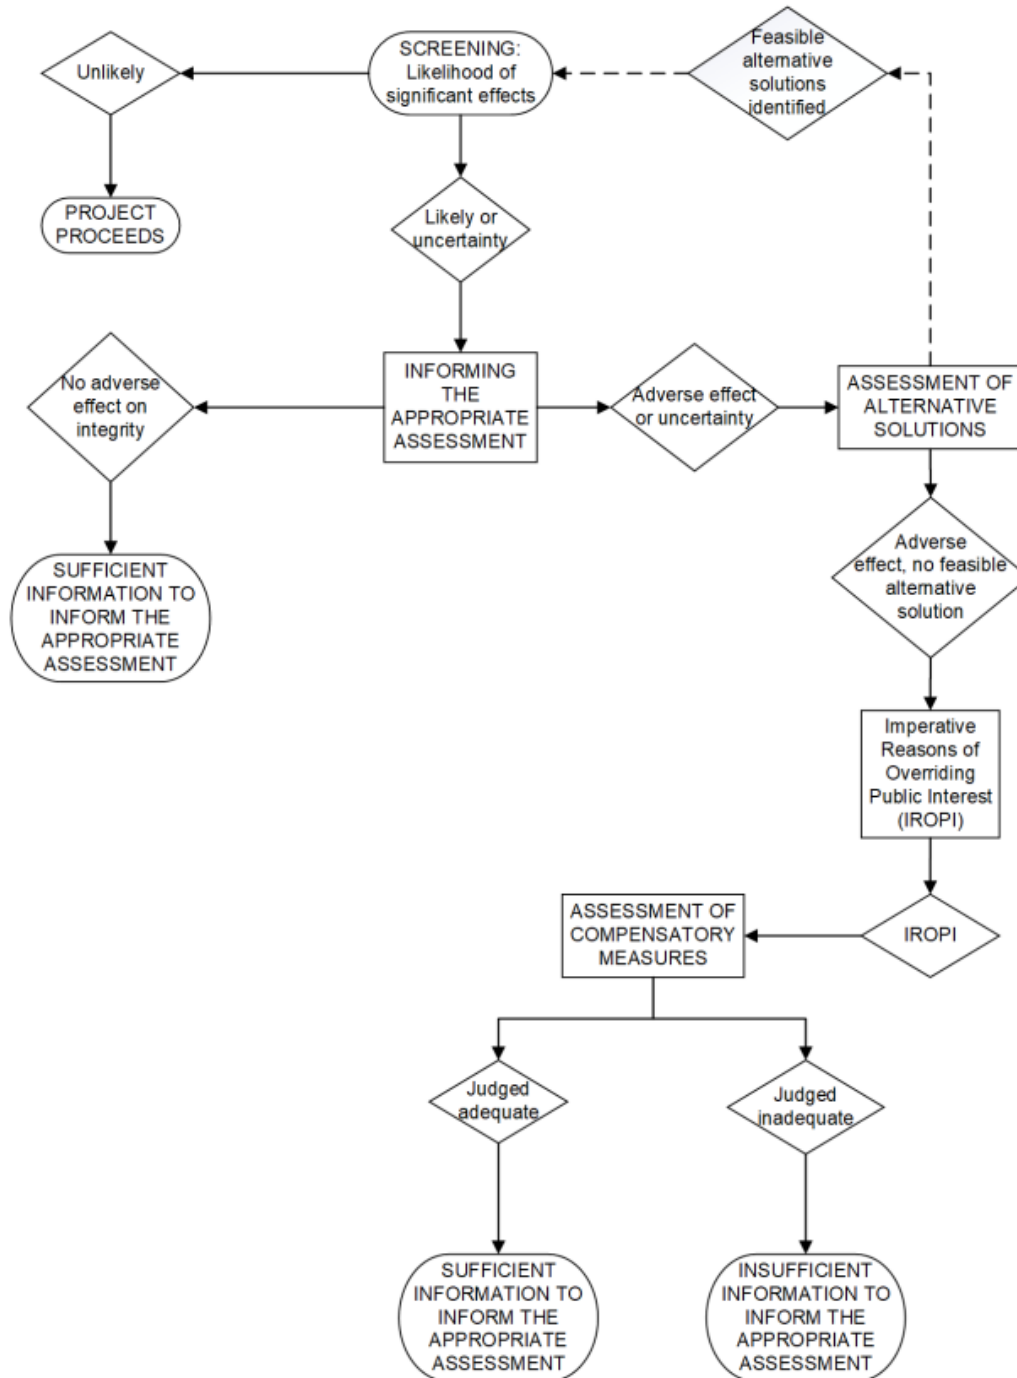 SCREENING:
Likelihood of
significant effects
Unlikely
Feasible
alternative
solutions
identified
PROJECT
PROCEEDS
Likely or
uncertainty
No adverse
effect on
integrity
INFORMING
THE
APPROPRIATE
ASSESSMENT
Adverse effect
or uncertainty
ASSESSMENT OF
ALTERNATIVE
SOLUTIONS
SUFFICIENT
INFORMATION TO
INFORM THE
APPROPRIATE
ASSESSMENT
Adverse
effect, no feasible
alternative
solution
Imperative
Reasons of
Overriding
Public Interest
(IROPI)
ASSESSMENT OF
COMPENSATORY
MEASURES
IROPI
Judged
adequate
Judged
inadequate
SUFFICIENT
INFORMATION TO
INFORM THE
APPROPRIATE
ASSESSMENT
INSUFFICIENT
INFORMATION TO
INFORM THE
APPROPRIATE
ASSESSMENT